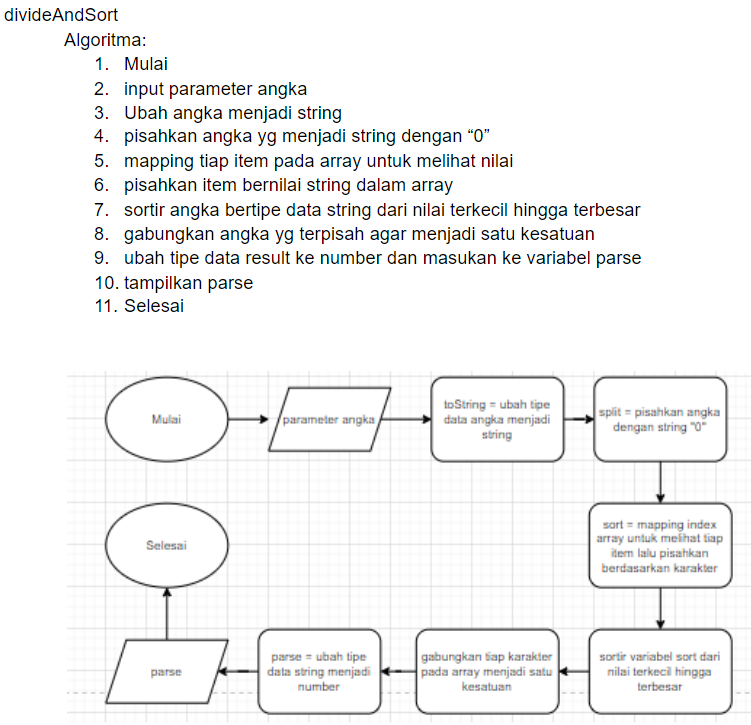 divideAndSort
Algoritma:
1. Mulai
2. input parameter angka
3. Ubah angka menjadi string
4. pisahkan angka yg menjadi string dengan “0”
5. mapping tiap item pada array untuk melihat nilai
6. pisahkan item bernilai string dalam array
7. sortir angka bertipe data string dari nilai terkecil hingga terbesar
8. gabungkan angka yg terpisah agar menjadi satu kesatuan
9. ubah tipe data result ke number dan masukan ke variabel parse
10. tampilkan parse
11. Selesai
Mulai
parameter angka
toString = ubah tipe
data angka menjadi
string
split = pisahkan angka
dengan string "0"
sort = mapping index
array untuk melihat tiap
item lalu pisahkan
berdasarkan karakter
sortir variabel sort dari
nilai terkecil hingga
terbesar
gabungkan tiap karakter
pada array menjadi satu
kesatuan
parse = ubah tipe
data string menjadi
number
parse
Selesai